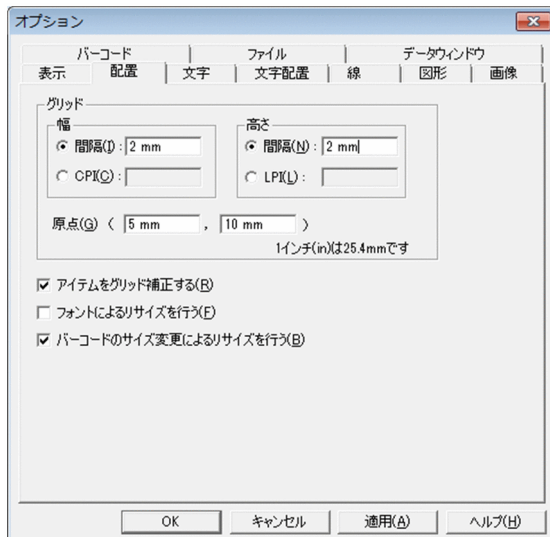 オプション
バーコード ファイル データウィンドウ
表示 配置 文字 文字配置 線 図形 画像
グリッド
幅 高さ
間隔(I): 2 mm 間隔(N): 2 mm
CPI(C): LPI(L):
原点(G) ( 5 mm , 10 mm )
1インチ(in)は25.4mmです
アイテムをグリッド補正する(R)
フォントによるリサイズを行う(F)
バーコードのサイズ変更によるリサイズを行う(B)
OK キャンセル 適用(A) ヘルプ(H)